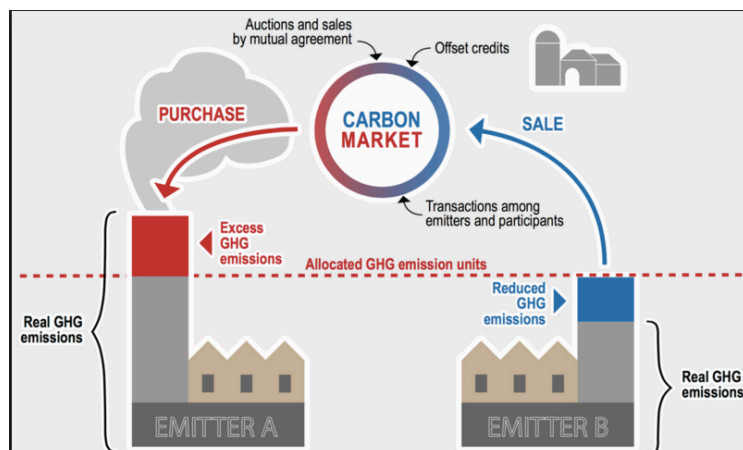 Auctions and sales
by mutual agreement
Offset credits
PURCHASE
CARBON
MARKET
SALE
Transactions among
emitters and participants
Excess
GHG
emissions
Allocated GHG emission units
Reduced
GHG
emissions
Real GHG
emissions
Real GHG
emissions
EMITTER A
EMITTER B